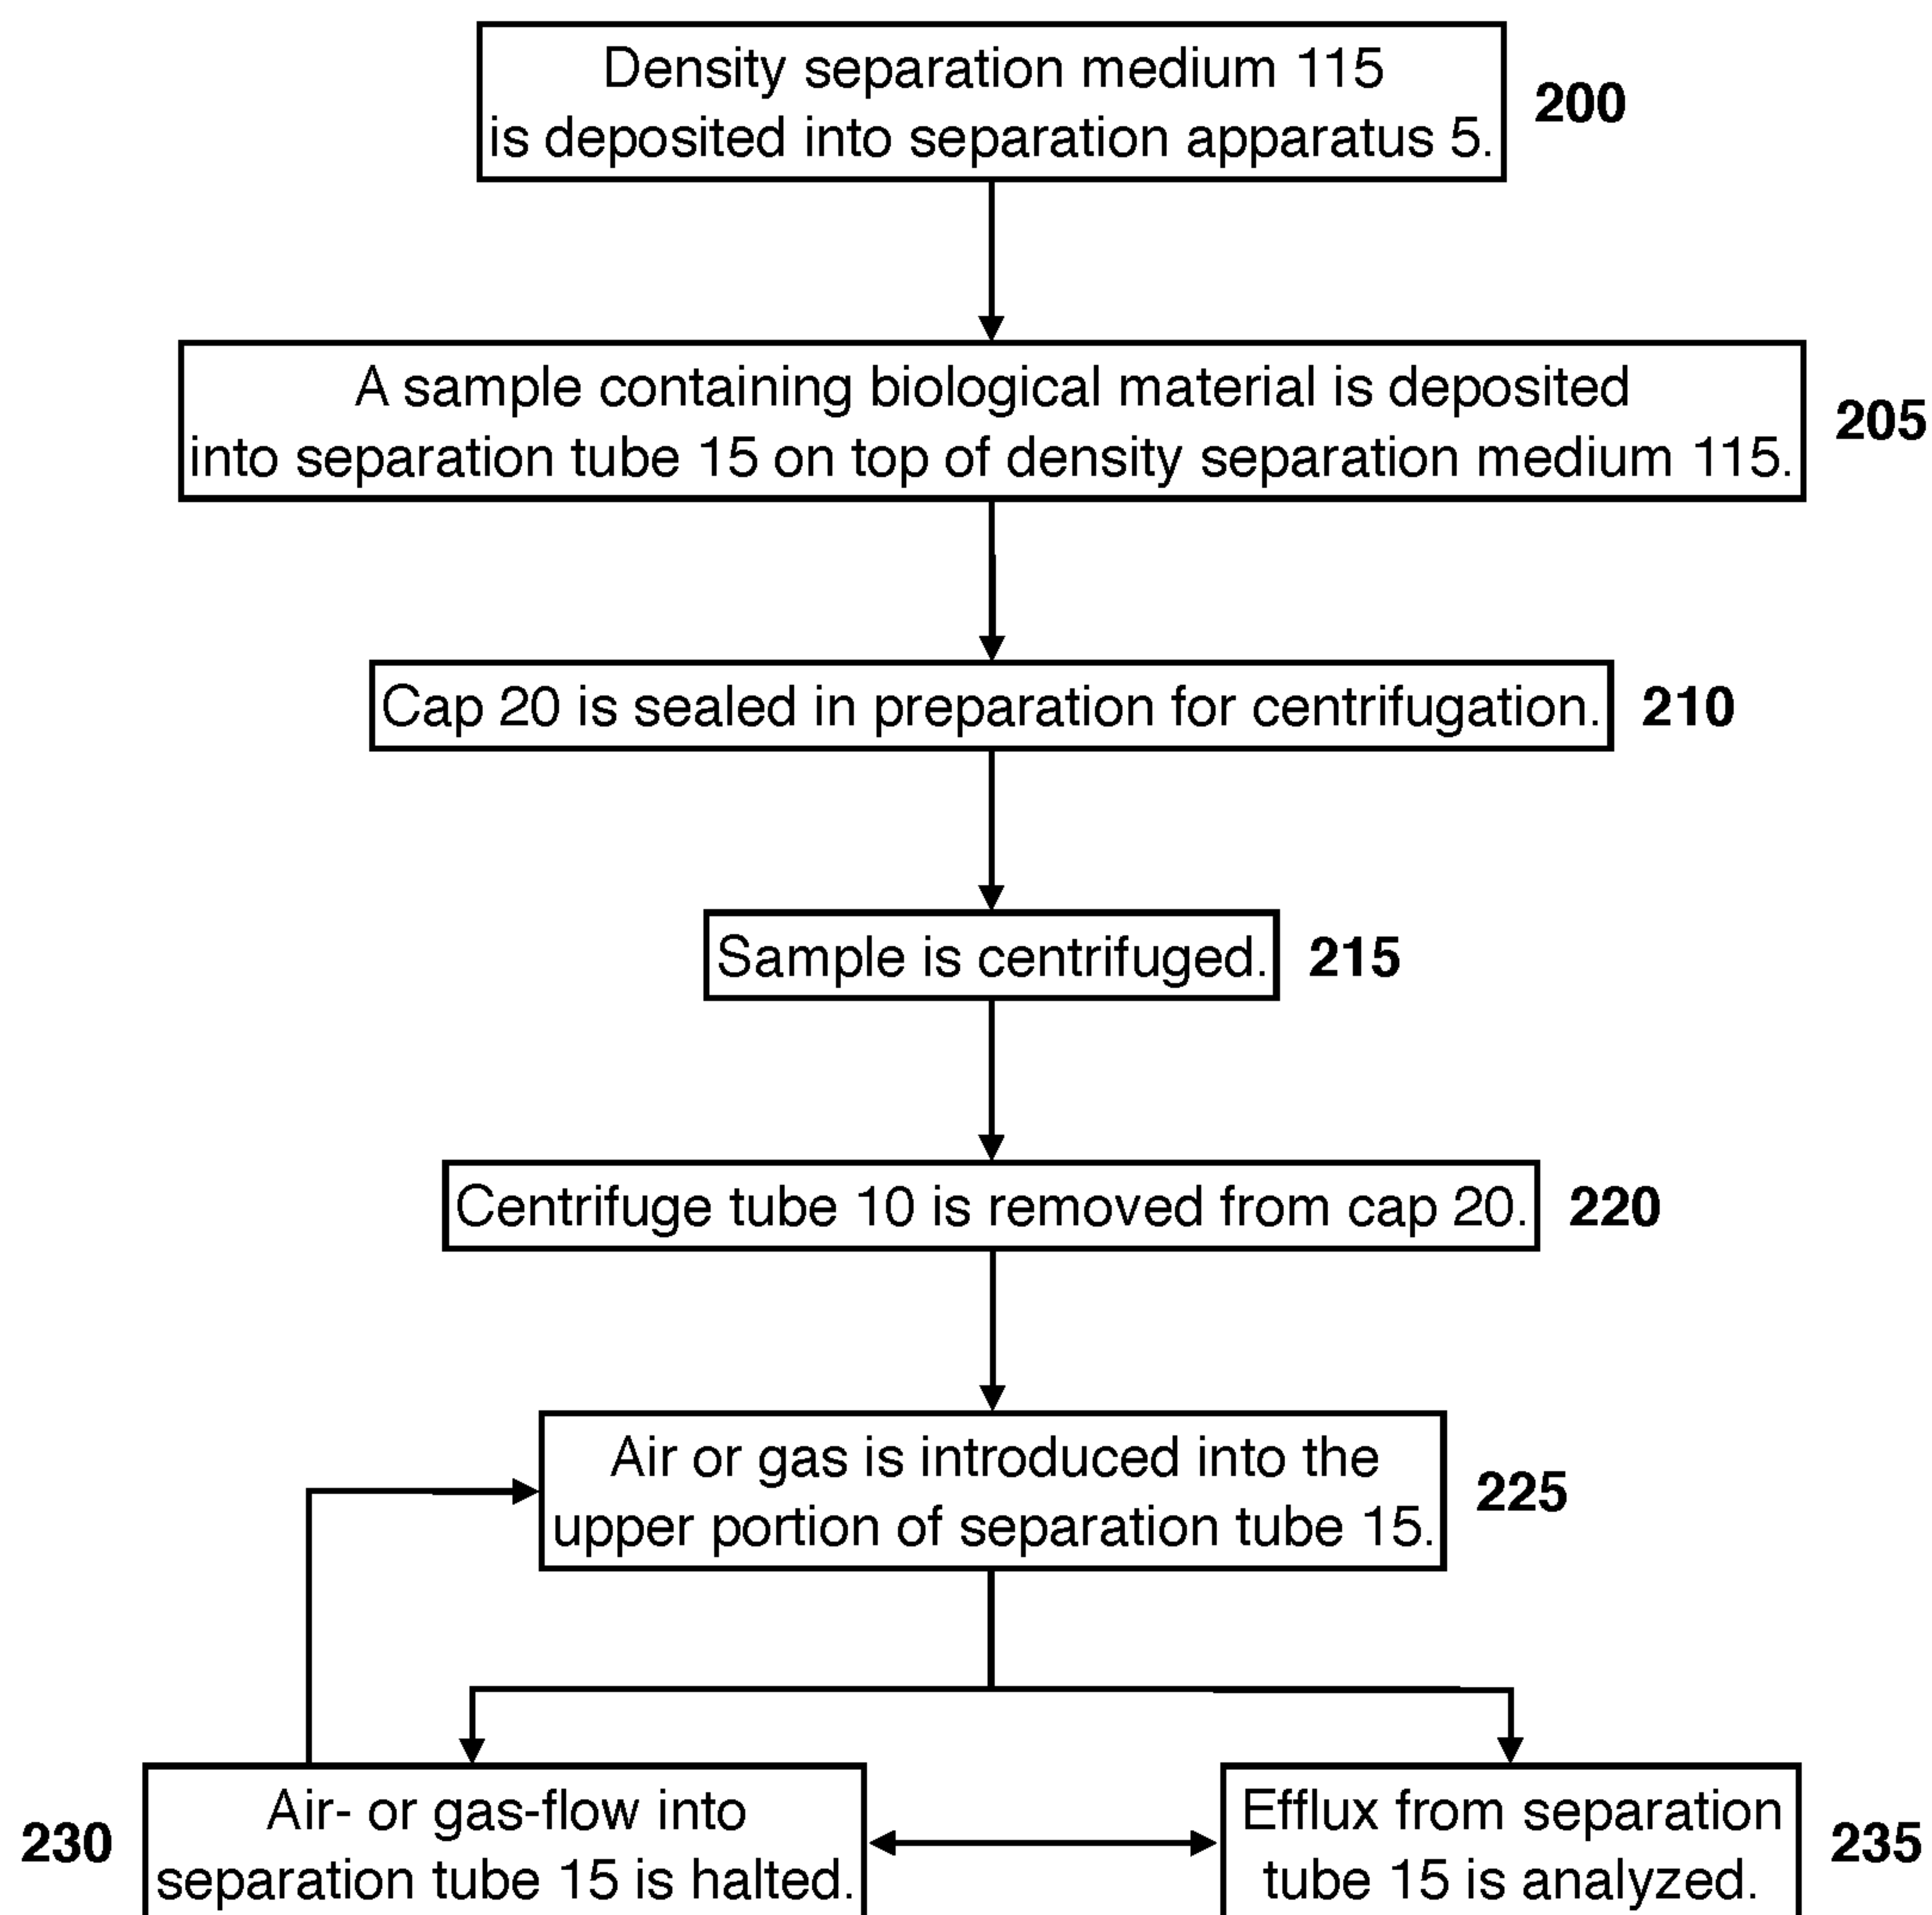 Density separation medium 115
is deposited into separation apparatus 5.
200
A sample containing biological material is deposited
into separation tube 15 on top of density separation medium 115.
205
Cap 20 is sealed in preparation for centrifugation.
210
Sample is centrifuged.
215
Centrifuge tube 10 is removed from cap 20.
220
Air or gas is introduced into the
upper portion of separation tube 15.
225
230
Air- or gas-flow into
separation tube 15 is halted.
Efflux from separation
tube 15 is analyzed.
235